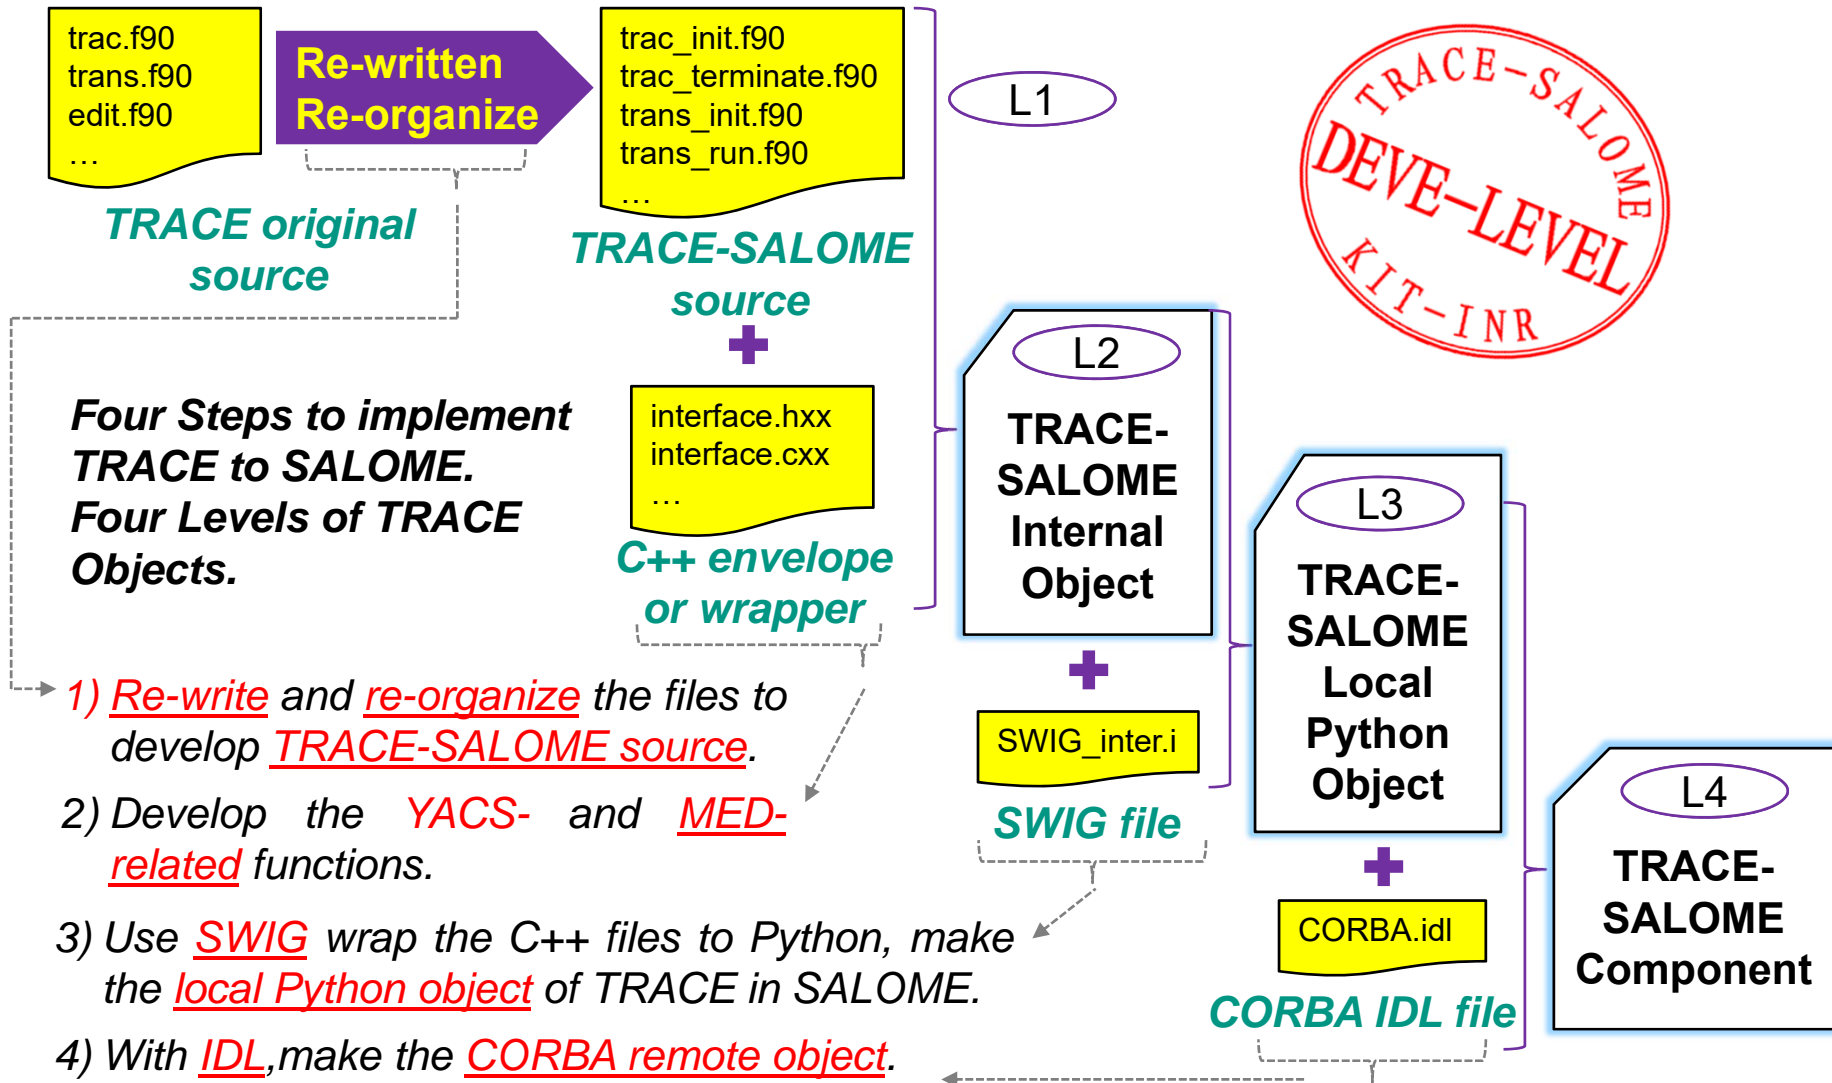 trac.f90
trans.f90
edit.f90
…
Re-written
Re-organize
trac_init.f90
trac_terminate.f90
trans_init.f90
trans_run.f90
…
L1
TRACE-SALOME
DEVE-LEVEL
KIT-INR
TRACE original
source
TRACE-SALOME
source
interface.hxx
interface.cxx
…
C++ envelope
or wrapper
Four Steps to implement
TRACE to SALOME.
Four Levels of TRACE
Objects.
L2
TRACE-
SALOME
Internal
Object
SWIG_inter.i
SWIG file
L3
TRACE-
SALOME
Local
Python
Object
CORBA.idl
CORBA IDL file
L4
TRACE-
SALOME
Component
1) Re-write and re-organize the files to
develop TRACE-SALOME source.
2) Develop the YACS- and MED-
related functions.
3) Use SWIG wrap the C++ files to Python, make
the local Python object of TRACE in SALOME.
4) With IDL,make the CORBA remote object.